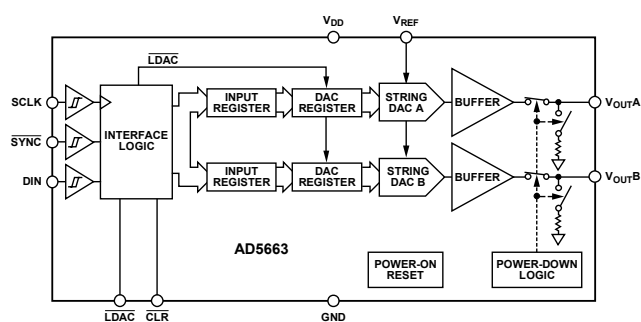 VDD
VREF
LDAC
SCLK
SYNC
DIN
INTERFACE
LOGIC
INPUT
REGISTER
DAC
REGISTER
STRING
DAC A
BUFFER
VOUTA
INPUT
REGISTER
DAC
REGISTER
STRING
DAC B
BUFFER
VOUTB
AD5663
POWER-ON
RESET
POWER-DOWN
LOGIC
LDAC
CLR
GND